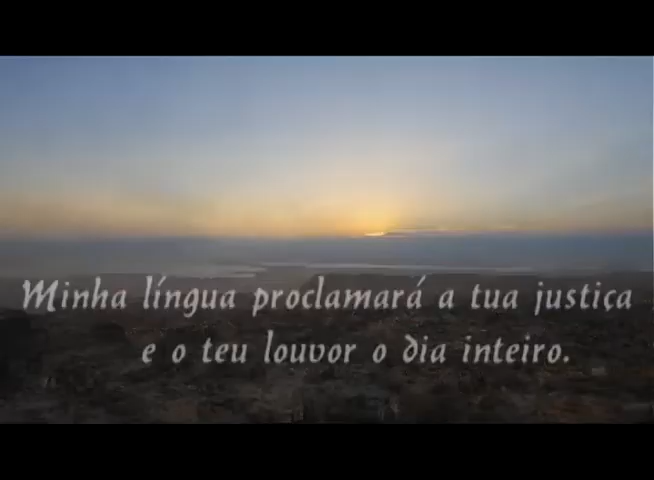 Minha língua proclamará a tua justiça
e o teu louvor o dia inteiro.